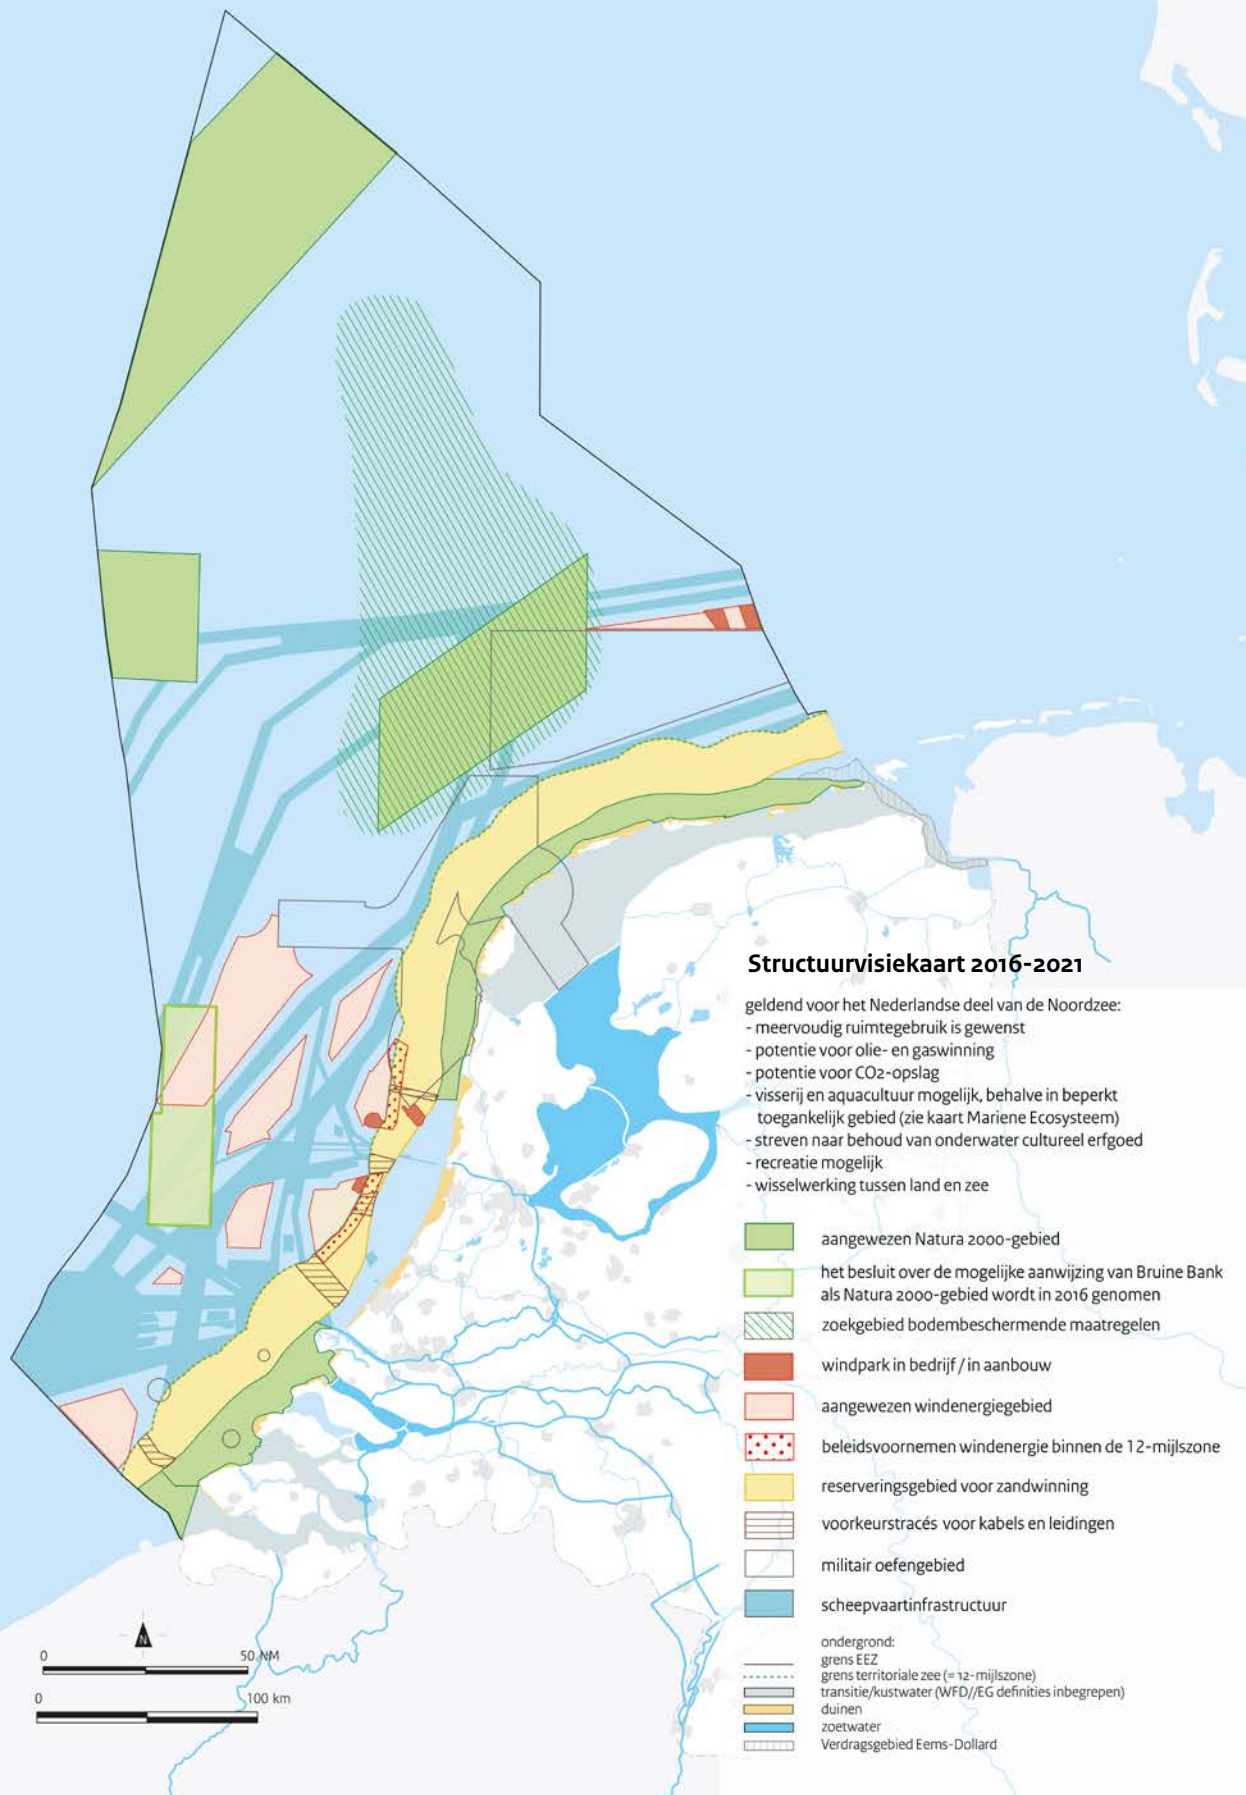 Structuurvisiekaart 2016-2021
geldend voor het Nederlandse deel van de Noordzee:
- meervoudig ruimtegebruik is gewenst
- potentie voor olie- en gaswinning
- potentie voor CO2-opslag
- visserij en aquacultuur mogelijk, behalve in beperkt
toegankelijk gebied (zie kaart Mariene Ecosysteem)
- streven naar behoud van onderwater cultureel erfgoed
- recreatie mogelijk
- wisselwerking tussen land en zee
aangewezen Natura 2000-gebied
het besluit over de mogelijke aanwijzing van Bruine Bank
als Natura 2000-gebied wordt in 2016 genomen
zoekgebied bodembeschermende maatregelen
windpark in bedrijf / in aanbouw
aangewezen windenergiegebied
beleidsvoornemen windenergie binnen de 12-mijlszone
reserveringsgebied voor zandwinning
voorkeurstracés voor kabels en leidingen
militair oefengebied
scheepvaartinfrastructuur
ondergrond:
grens EEZ
grens territoriale zee (= 12-mijlszone)
transitie/kustwater (WFD//EG definities inbegrepen)
duinen
zoetwater
Verdragsgebied Eems-Dollard
N
0 50 NM
0 100 km